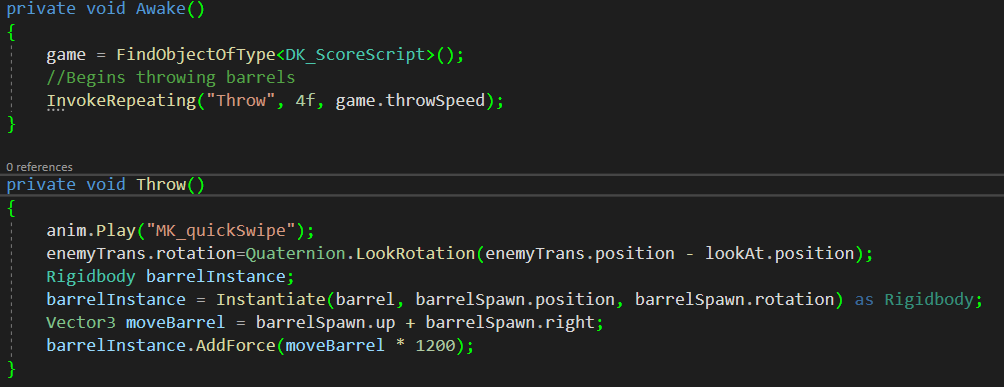 private void Awake()
{
    game = FindObjectOfType<DK_ScoreScript>();
    //Begins throwing barrels
    InvokeRepeating("Throw", 4f, game.throwSpeed);
}
0 references
private void Throw()
{
    anim.Play("MK_quickSwipe");
    enemyTrans.rotation=Quaternion.LookRotation(enemyTrans.position - lookAt.position);
    Rigidbody barrelInstance;
    barrelInstance = Instantiate(barrel, barrelSpawn.position, barrelSpawn.rotation) as Rigidbody;
    Vector3 moveBarrel = barrelSpawn.up + barrelSpawn.right;
    barrelInstance.AddForce(moveBarrel * 1200);
}